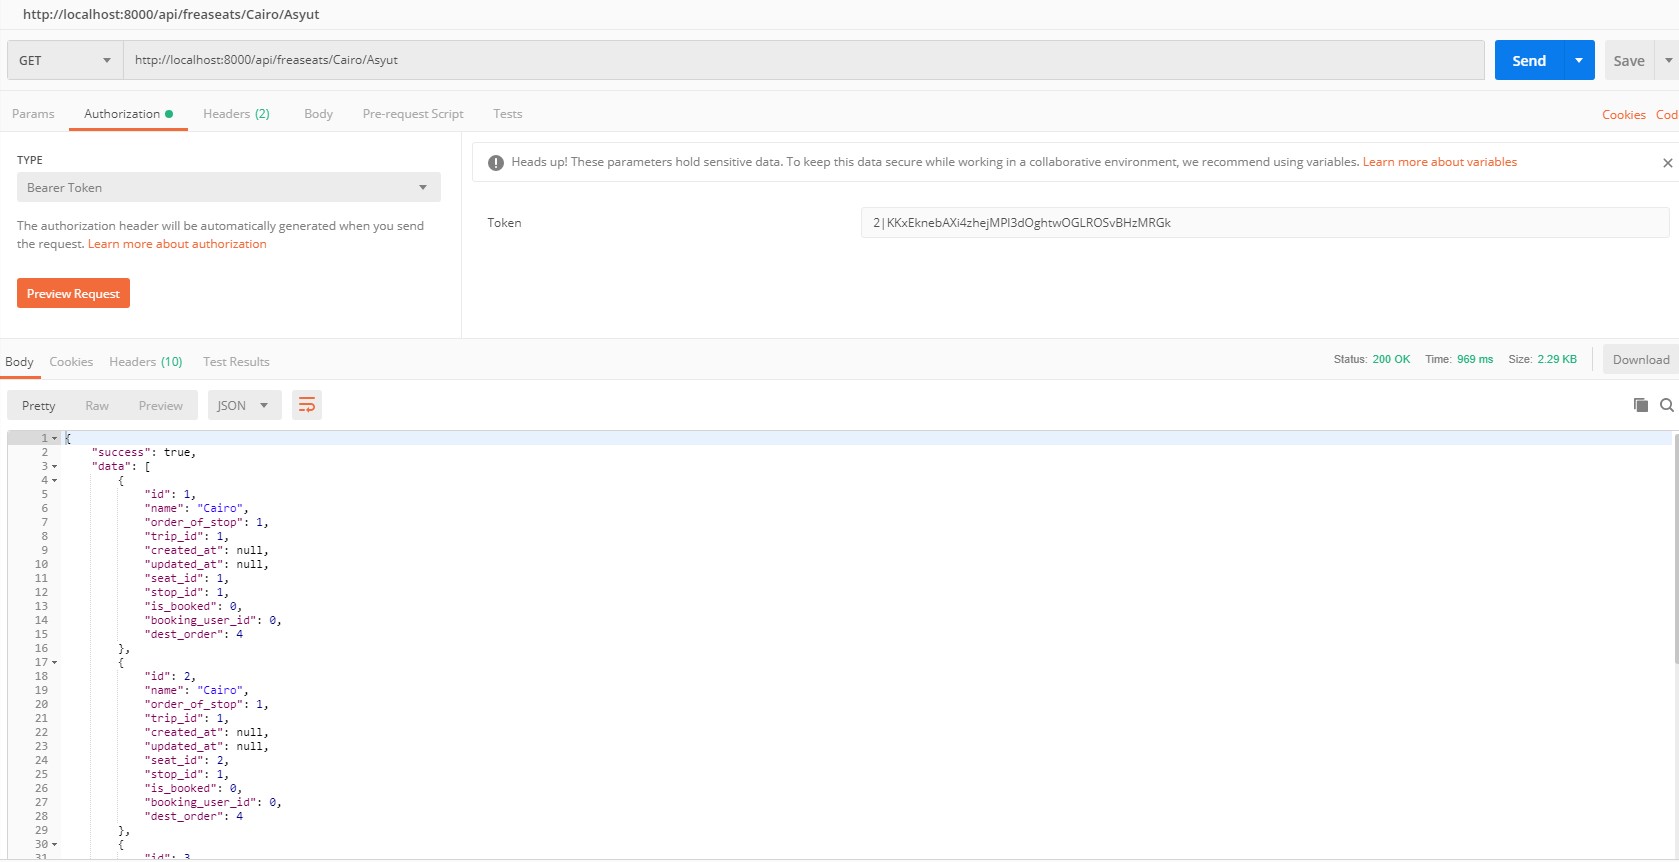 http://localhost:8000/api/freaseats/Cairo/Asyut
GET
http://localhost:8000/api/freaseats/Cairo/Asyut
Send
Save
Params Authorization Headers (2) Body Pre-request Script Tests
Cookies Cod
TYPE
Bearer Token
The authorization header will be automatically generated when you send
the request. Learn more about authorization
Preview Request
Heads up! These parameters hold sensitive data. To keep this data secure while working in a collaborative environment, we recommend using variables. Learn more about variables
Token
2|KKxEknebAXi4zhejMPI3dOghtwOGLROSvBHzMRGk
Body Cookies Headers (10) Test Results
Status: 200 OK Time: 969 ms Size: 2.29 KB
Download
Pretty Raw Preview JSON
1 {
2 "success": true,
3 "data": [
4 {
5 "id": 1,
6 "name": "Cairo",
7 "order_of_stop": 1,
8 "trip_id": 1,
9 "created_at": null,
10 "updated_at": null,
11 "seat_id": 1,
12 "stop_id": 1,
13 "is_booked": 0,
14 "booking_user_id": 0,
15 "dest_order": 4
16 },
17 {
18 "id": 2,
19 "name": "Cairo",
20 "order_of_stop": 1,
21 "trip_id": 1,
22 "created_at": null,
23 "updated_at": null,
24 "seat_id": 2,
25 "stop_id": 1,
26 "is_booked": 0,
27 "booking_user_id": 0,
28 "dest_order": 4
29 },
30 {
31 "id": 3